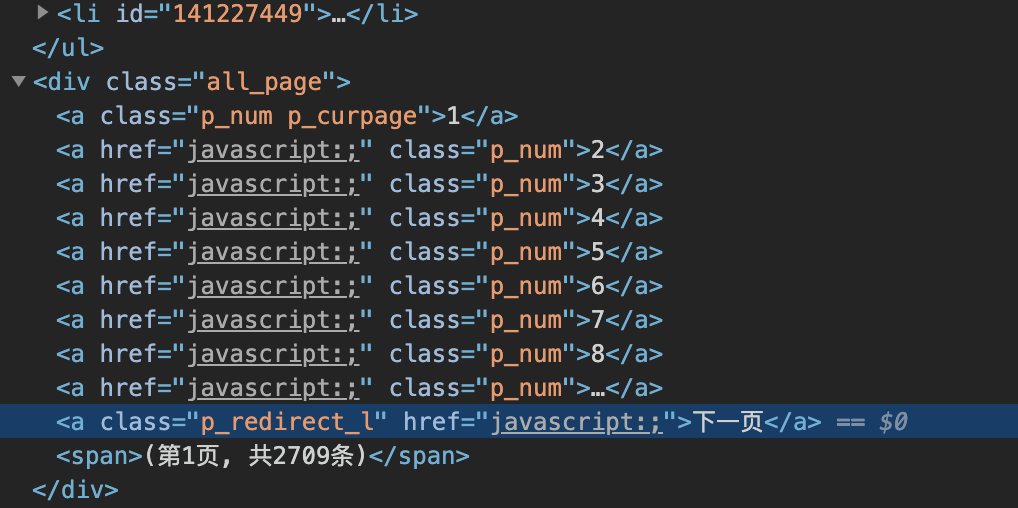 <li id="141227449">…</li>
</ul>
<div class="all_page">
<a class="p_num p_curpage">1</a>
<a href="javascript:;" class="p_num">2</a>
<a href="javascript:;" class="p_num">3</a>
<a href="javascript:;" class="p_num">4</a>
<a href="javascript:;" class="p_num">5</a>
<a href="javascript:;" class="p_num">6</a>
<a href="javascript:;" class="p_num">7</a>
<a href="javascript:;" class="p_num">8</a>
<a href="javascript:;" class="p_num">…</a>
<a class="p_redirect_l" href="javascript:;">下一页</a> == $0
<span>(第1页, 共2709条)</span>
</div>